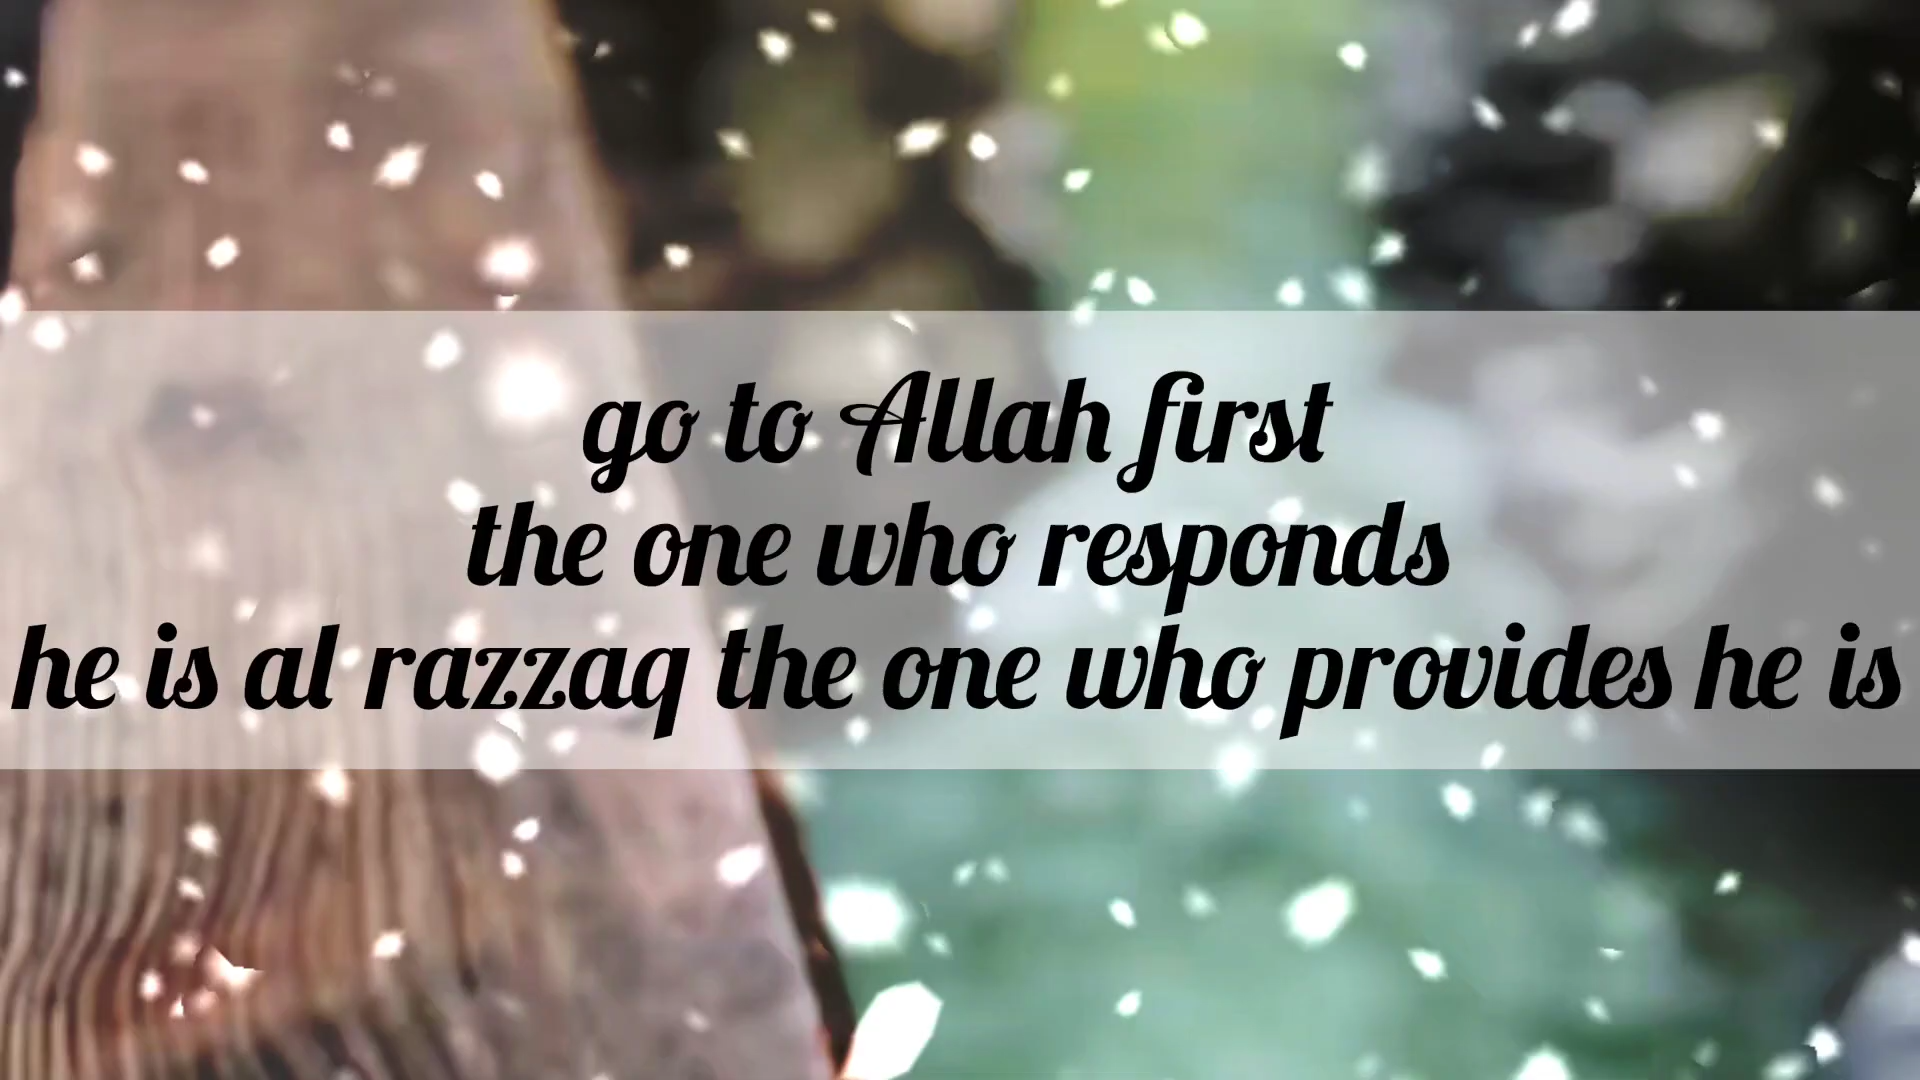 go to Allah first
the one who responds
he is al razzaq the one who provides he is